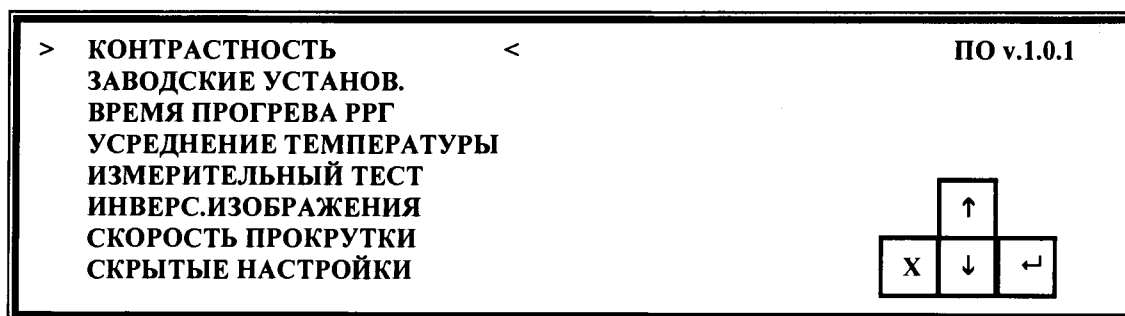 > КОНТРАСТНОСТЬ < ПО v.1.0.1
ЗАВОДСКИЕ УСТАНОВ.
ВРЕМЯ ПРОГРЕВА РРГ
УСРЕДНЕНИЕ ТЕМПЕРАТУРЫ
ИЗМЕРИТЕЛЬНЫЙ ТЕСТ
ИНВЕРС.ИЗОБРАЖЕНИЯ
СКОРОСТЬ ПРОКРУТКИ
СКРЫТЫЕ НАСТРОЙКИ
↑
X ↓ ↵